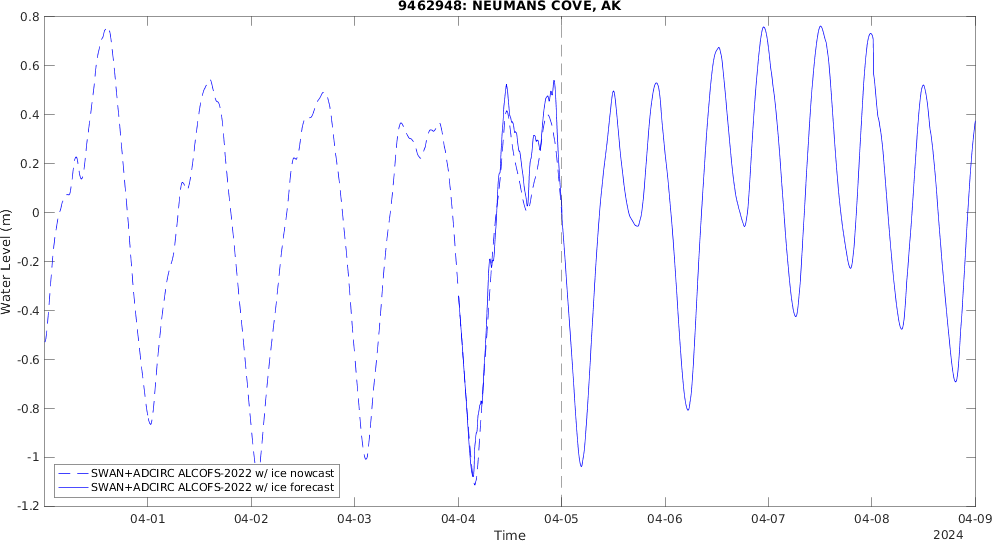 9462948: NEUMANS COVE, AK
0.8
0.6
0.4
0.2
0
-0.2
-0.4
-0.6
-0.8
-1
-1.2
Water Level (m)
SWAN+ADCIRC ALCOFS-2022 w/ ice nowcast
SWAN+ADCIRC ALCOFS-2022 w/ ice forecast
04-01 04-02 04-03 04-04 04-05 04-06 04-07 04-08 04-09
Time
2024